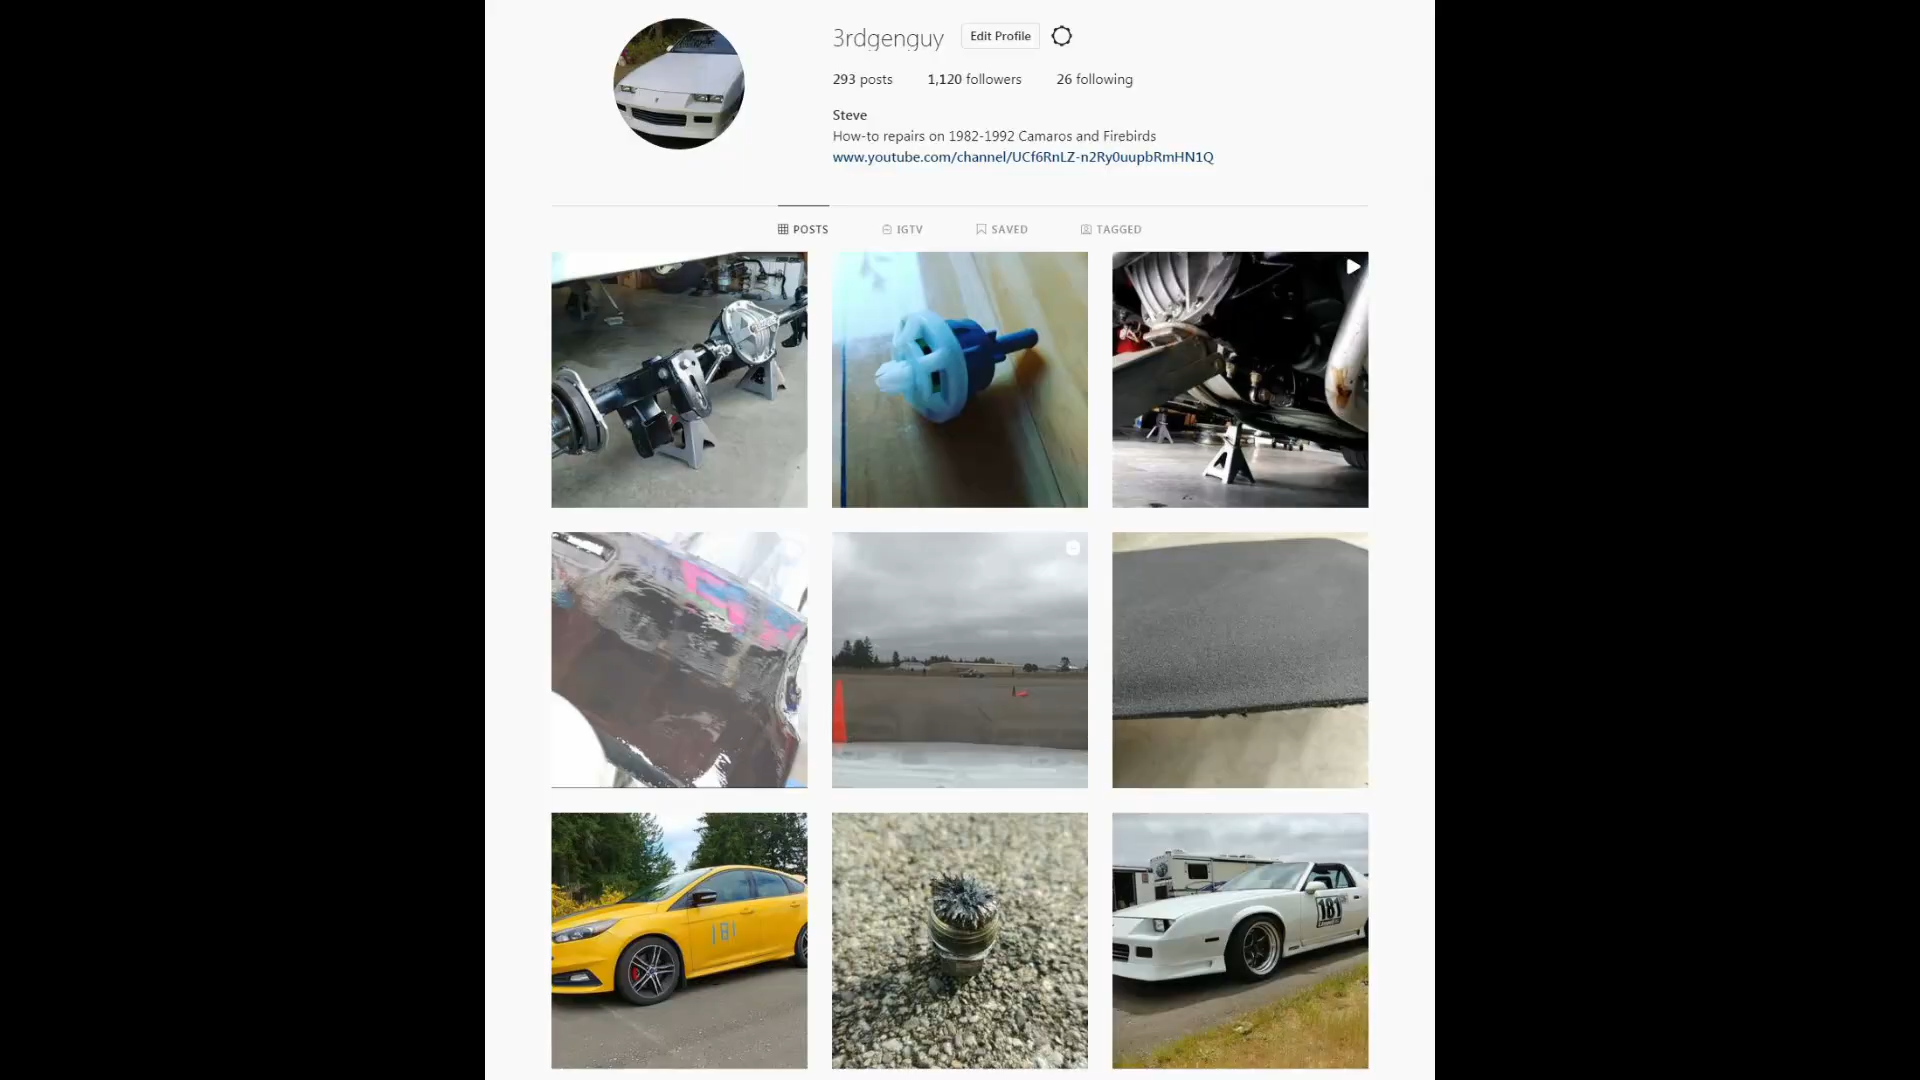 3rdgenguy Edit Profile
293 posts 1,120 followers 26 following
Steve
How-to repairs on 1982-1992 Camaros and Firebirds
www.youtube.com/channel/UCf6RnLZ-n2Ry0uupbRmHN1Q
POSTS IGTV SAVED TAGGED
181
181